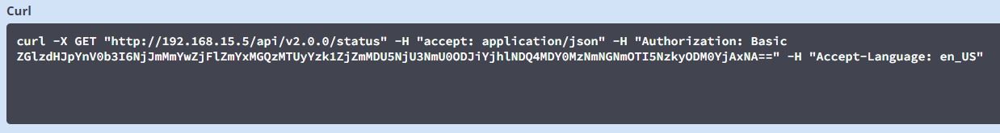 Curl
curl -X GET "http://192.168.15.5/api/v2.0.0/status" -H "accept: application/json" -H "Authorization: Basic
ZGlzdHJpYnV0b3I6NjJmMmYwZjFlZmYxMGQzMTUyYzk1ZjZmMDU5NjU3NmU0ODJiYjhlNDQ4MDY0MzNmNGNmOTI5NzkyODM0YjAxNA==" -H "Accept-Language: en_US"